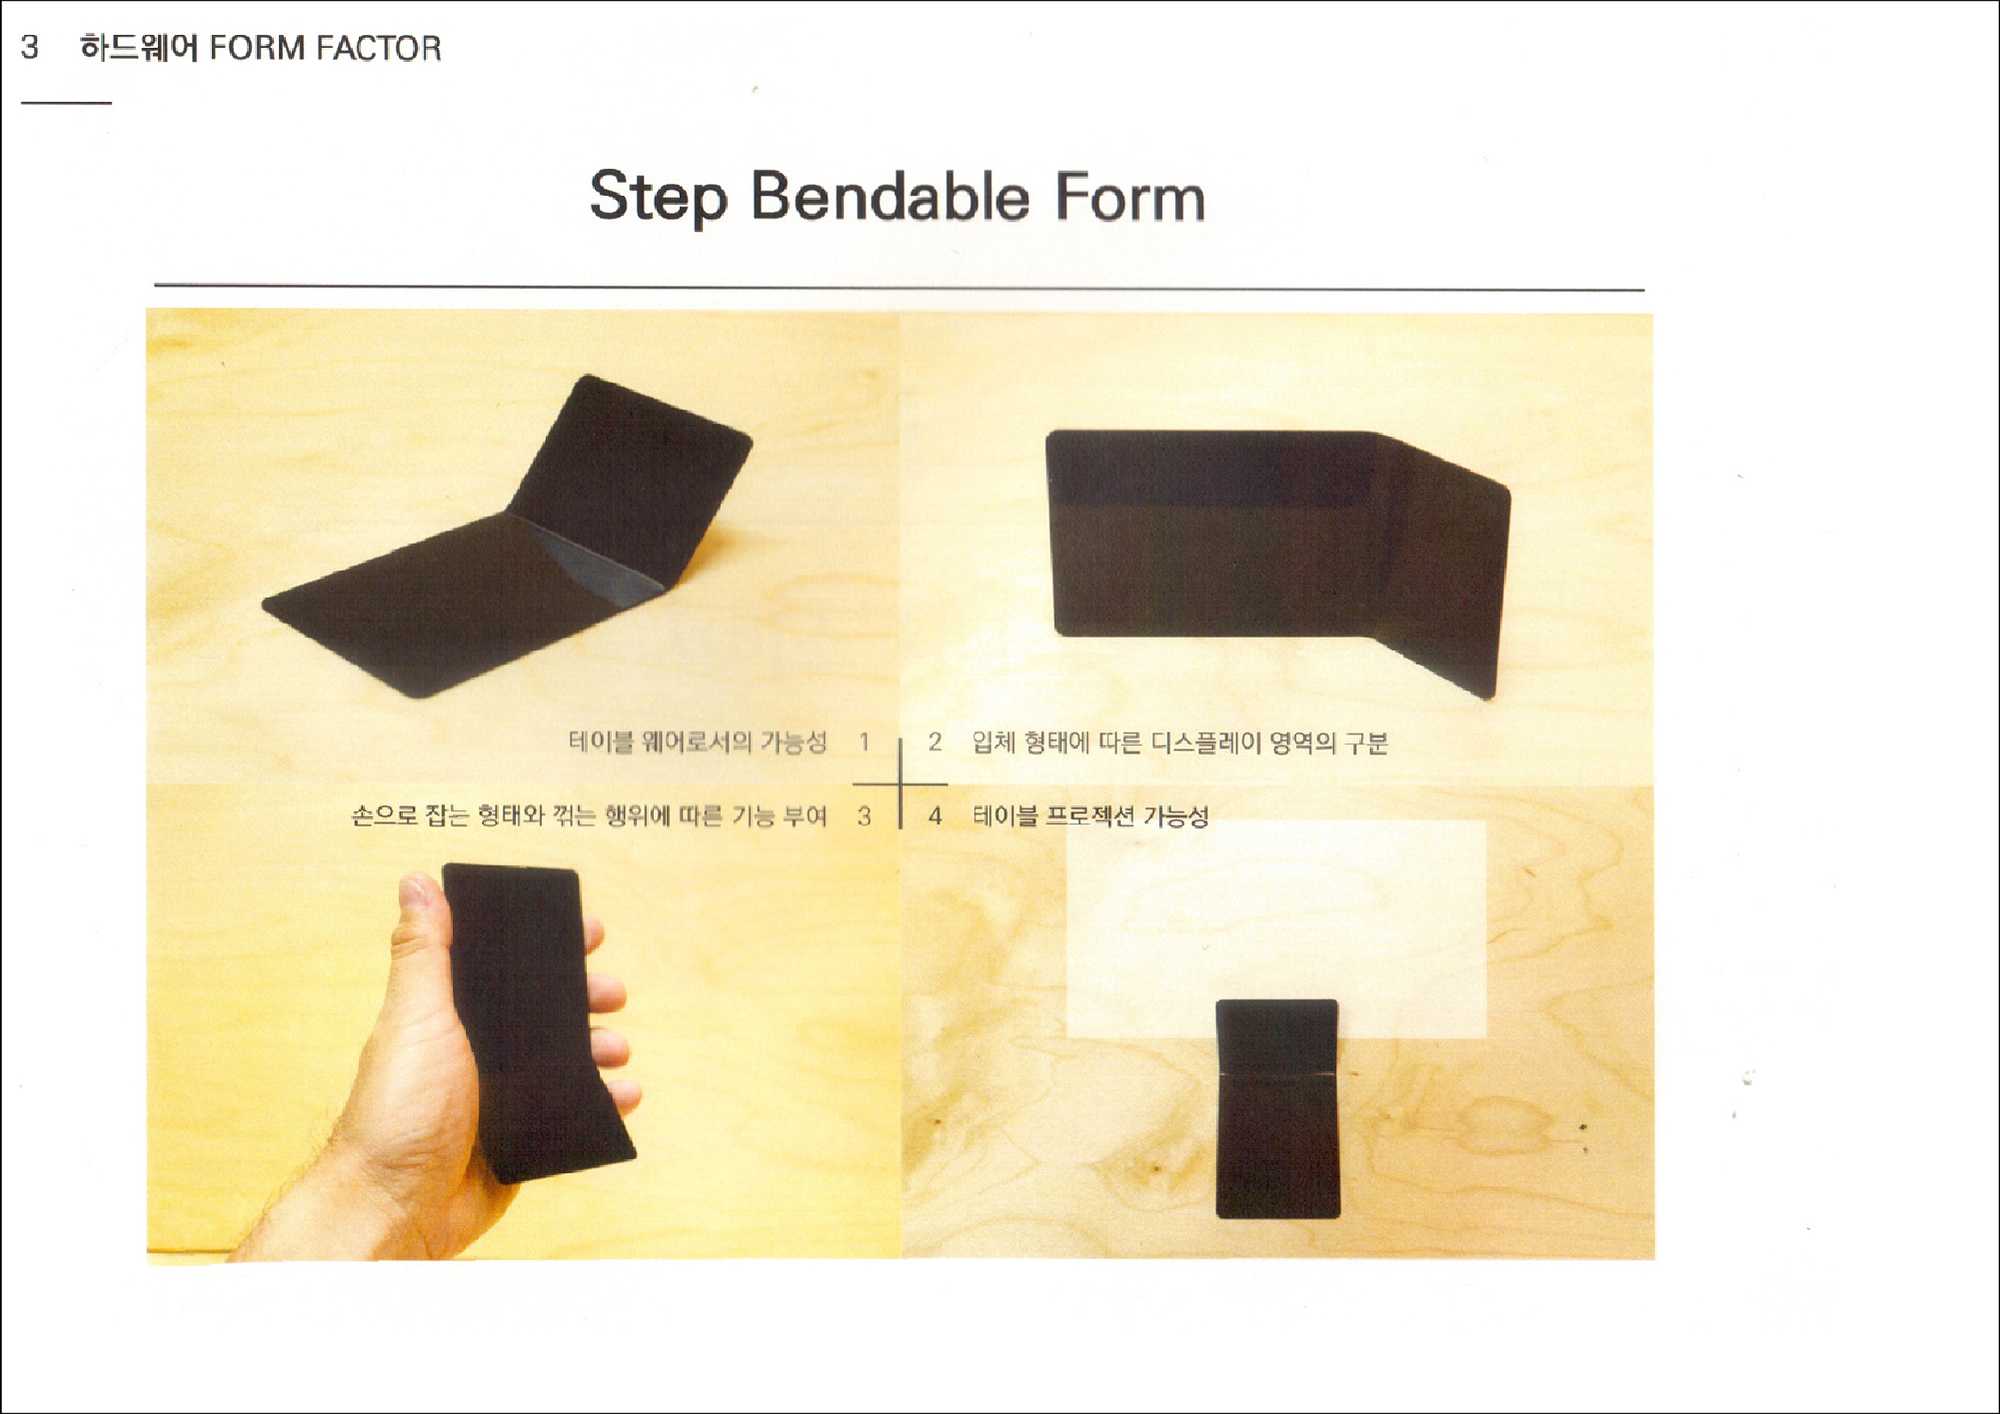 3 하드웨어 FORM FACTOR
Step Bendable Form
테이블 웨어로서의 가능성 1
2 입체 형태에 따른 디스플레이 영역의 구분
손으로 잡는 형태와 꺾는 행위에 따른 기능 부여 3
4 테이블 프로젝션 가능성